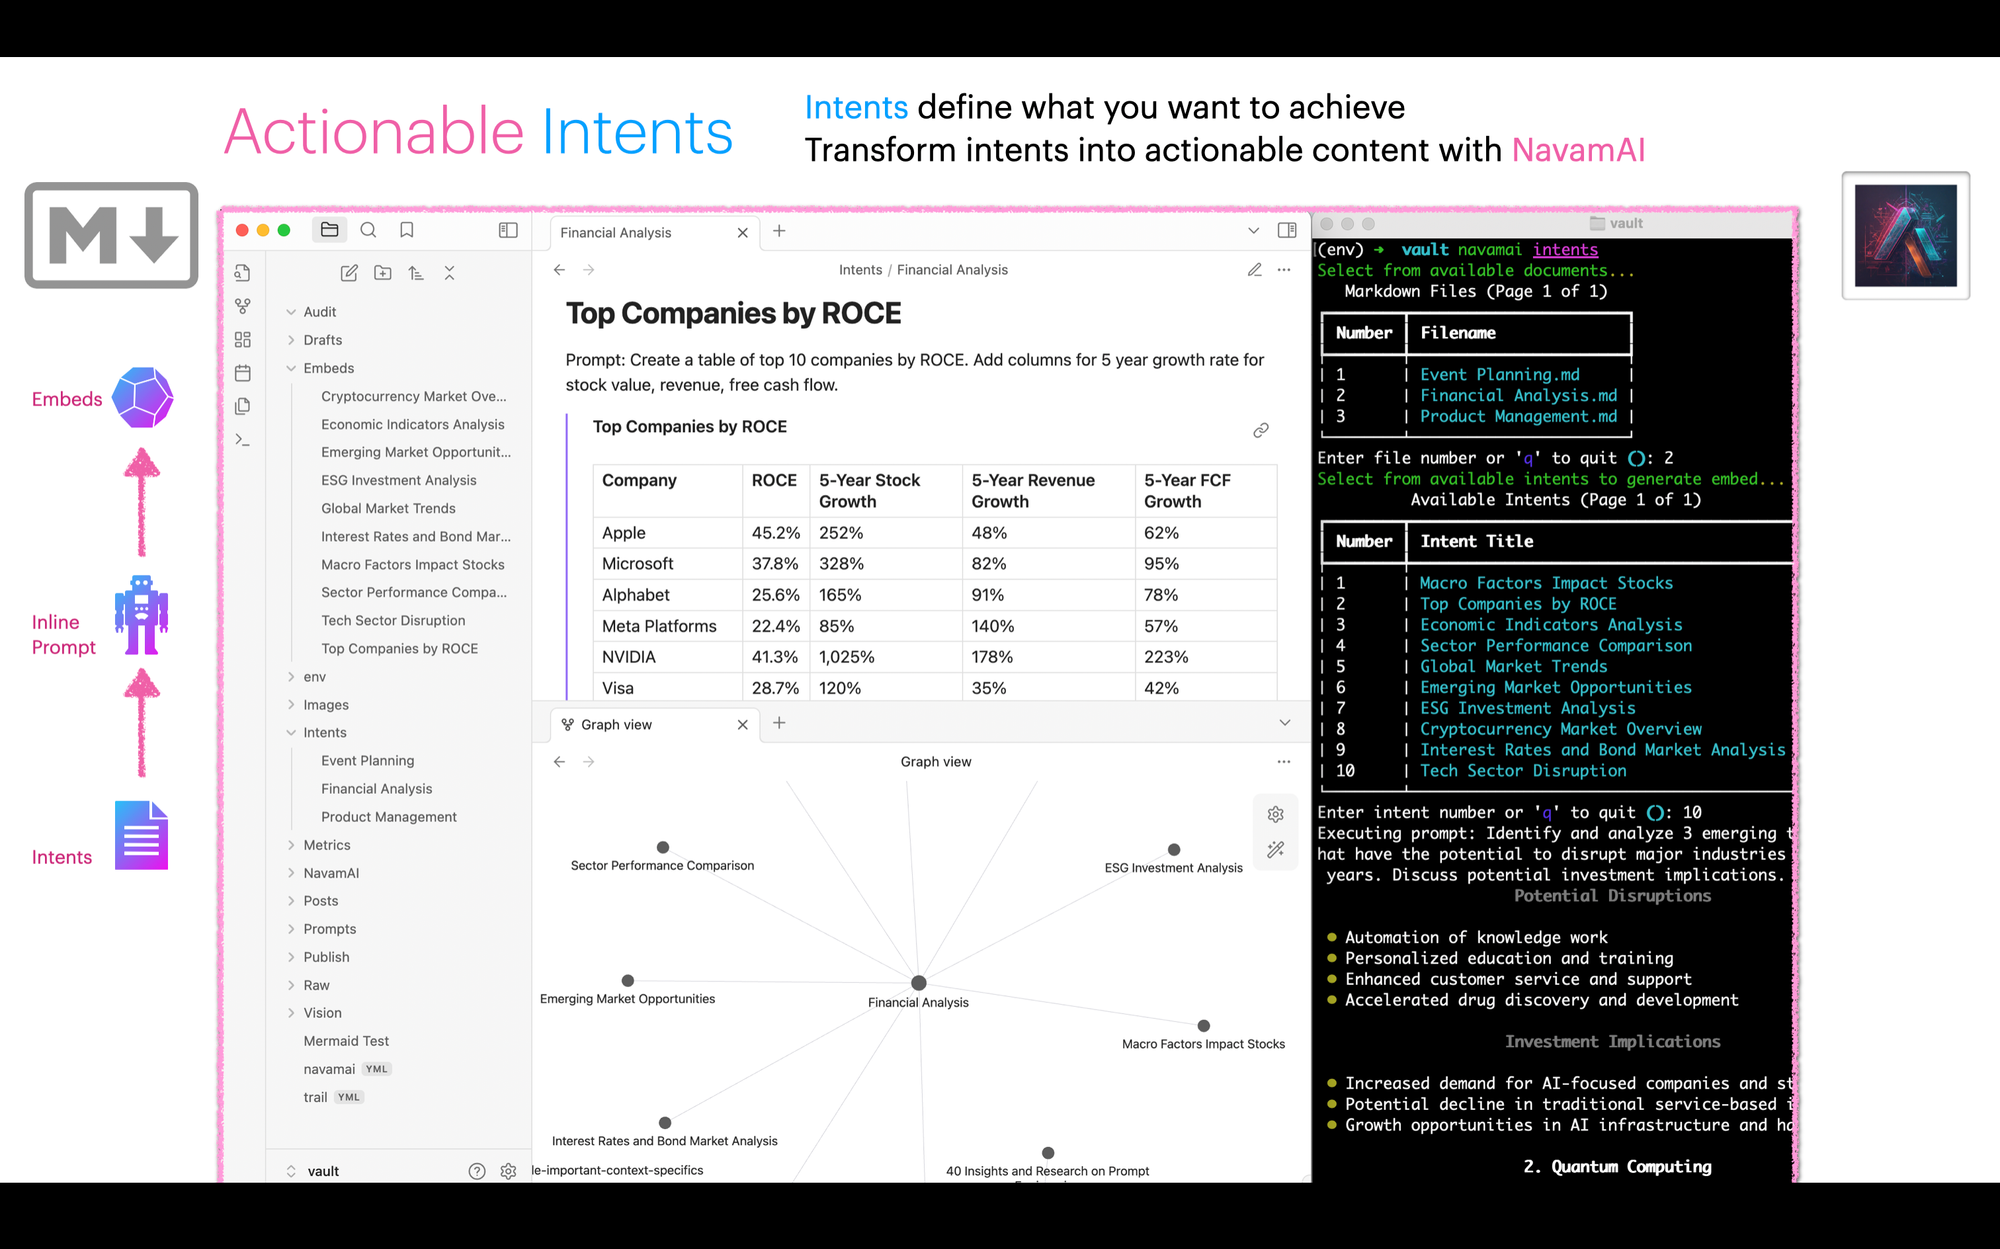 Actionable Intents
Intents define what you want to achieve
Transform intents into actionable content with NavamAI
M
Embeds
Inline
Prompt
Intents
Audit
Drafts
Embeds
Cryptocurrency Market Ove...
Economic Indicators Analysis
Emerging Market Opportunit...
ESG Investment Analysis
Global Market Trends
Interest Rates and Bond Mar...
Macro Factors Impact Stocks
Sector Performance Compa...
Tech Sector Disruption
Top Companies by ROCE
env
Images
Intents
Event Planning
Financial Analysis
Product Management
Metrics
NavamAI
Posts
Prompts
Publish
Raw
Vision
Mermaid Test
navamai YML
trail YML
vault
Financial Analysis
Intents / Financial Analysis
Top Companies by ROCE
Prompt: Create a table of top 10 companies by ROCE. Add columns for 5 year growth rate for
stock value, revenue, free cash flow.
Top Companies by ROCE
Company ROCE 5-Year Stock Growth 5-Year Revenue Growth 5-Year FCF Growth
Apple 45.2% 252% 48% 62%
Microsoft 37.8% 328% 82% 95%
Alphabet 25.6% 165% 91% 78%
Meta Platforms 22.4% 85% 140% 57%
NVIDIA 41.3% 1,025% 178% 223%
Visa 28.7% 120% 35% 42%
Graph view
Graph view
Sector Performance Comparison
ESG Investment Analysis
Emerging Market Opportunities
Financial Analysis
Macro Factors Impact Stocks
Interest Rates and Bond Market Analysis
le-important-context-specifics
40 Insights and Research on Prompt
vault
(env) → vault navamai intents
Select from available documents...
Markdown Files (Page 1 of 1)
Number Filename
1 Event Planning.md
2 Financial Analysis.md
3 Product Management.md
Enter file number or 'q' to quit (): 2
Select from available intents to generate embed...
Available Intents (Page 1 of 1)
Number Intent Title
1 Macro Factors Impact Stocks
2 Top Companies by ROCE
3 Economic Indicators Analysis
4 Sector Performance Comparison
5 Global Market Trends
6 Emerging Market Opportunities
7 ESG Investment Analysis
8 Cryptocurrency Market Overview
9 Interest Rates and Bond Market Analysis
10 Tech Sector Disruption
Enter intent number or 'q' to quit (): 10
Executing prompt: Identify and analyze 3 emerging t
hat have the potential to disrupt major industries
years. Discuss potential investment implications.
Potential Disruptions
● Automation of knowledge work
● Personalized education and training
● Enhanced customer service and support
● Accelerated drug discovery and development
Investment Implications
● Increased demand for AI-focused companies and st
● Potential decline in traditional service-based i
● Growth opportunities in AI infrastructure and ha
2. Quantum Computing